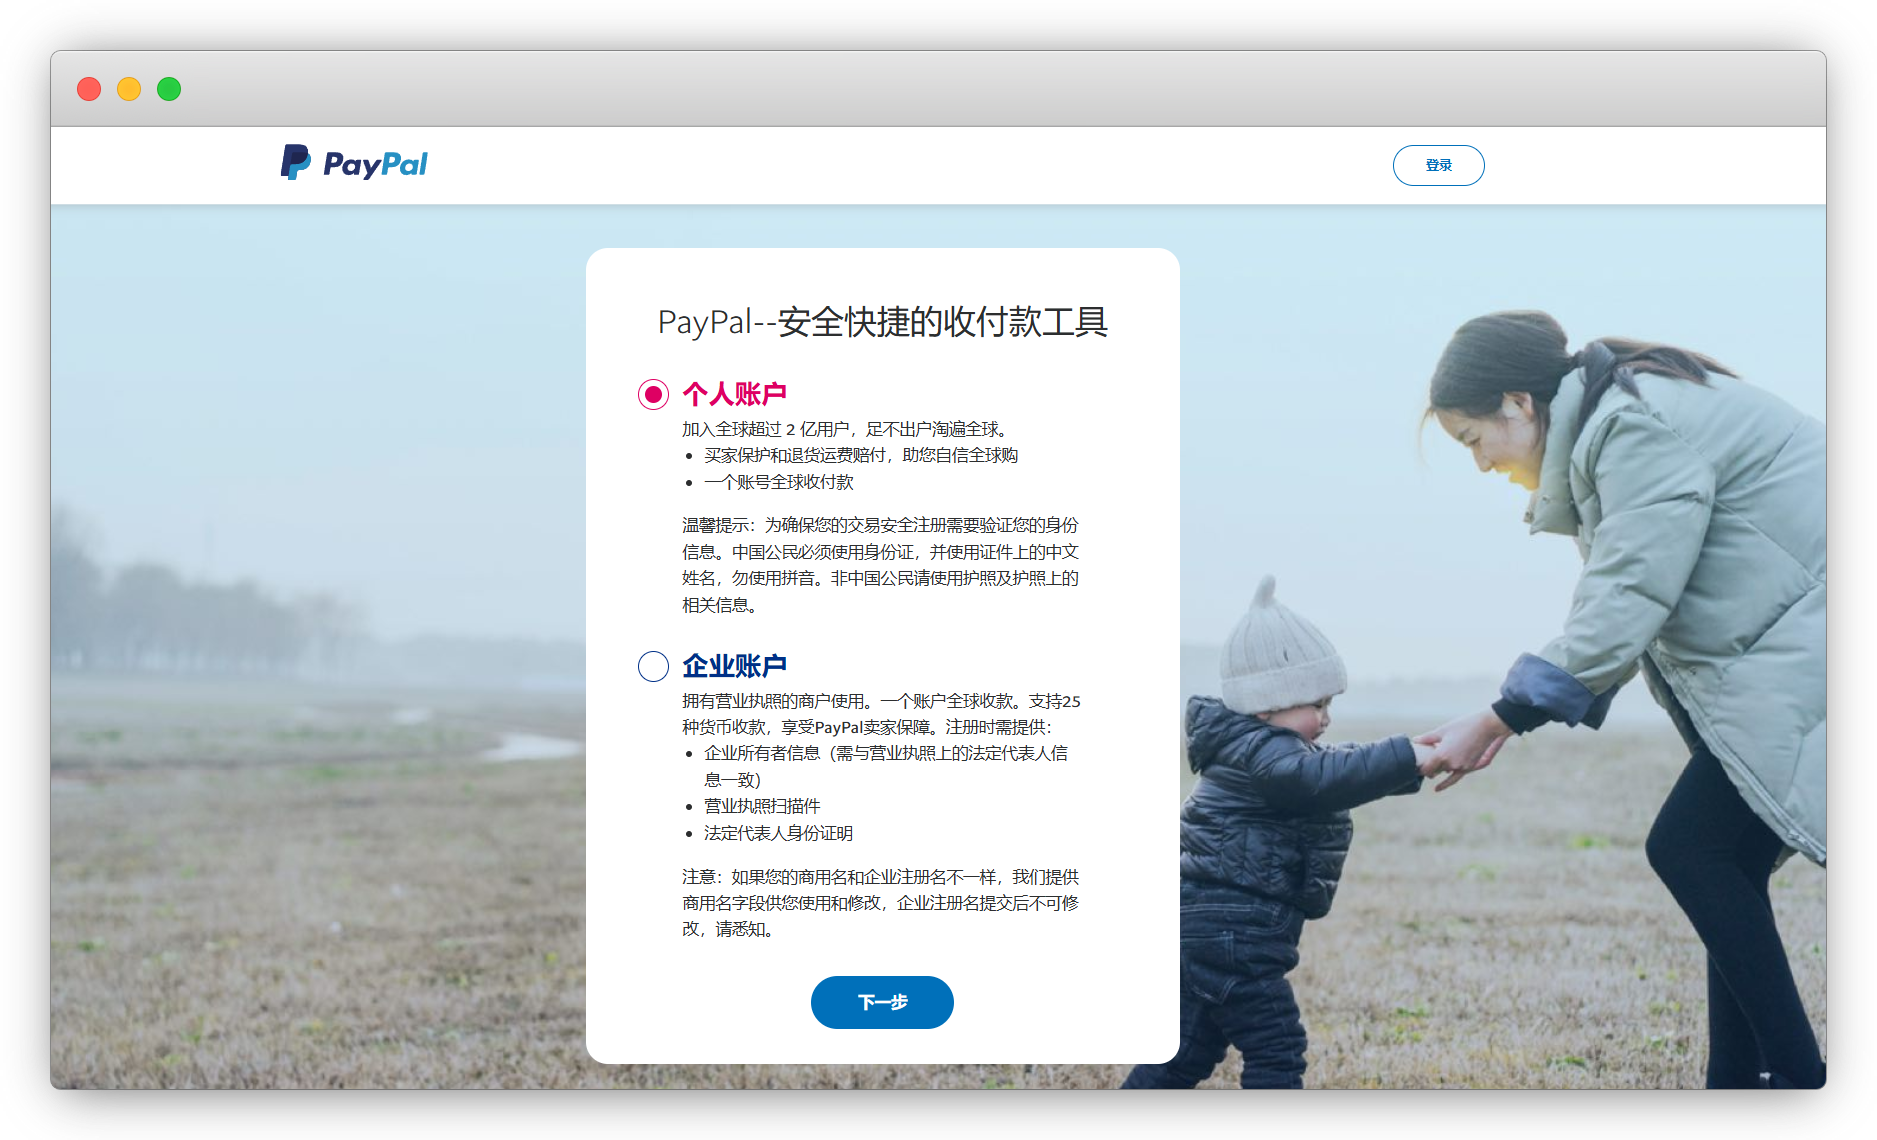 PayPal
登录
PayPal--安全快捷的收付款工具
个人账户
加入全球超过 2 亿用户，足不出户淘遍全球。
• 买家保护和退货运费赔付，助您自信全球购
• 一个账号全球收付款
温馨提示：为确保您的交易安全注册需要验证您的身份
信息。中国公民必须使用身份证，并使用证件上的中文
姓名，勿使用拼音。非中国公民请使用护照及护照上的
相关信息。
企业账户
拥有营业执照的商户使用。一个账户全球收款。支持25
种货币收款，享受PayPal卖家保障。注册时需提供：
• 企业所有者信息（需与营业执照上的法定代表人信
息一致）
• 营业执照扫描件
• 法定代表人身份证明
注意：如果您的商用名和企业注册名不一样，我们提供
商用名字段供您使用和修改，企业注册名提交后不可修
改，请悉知。
下一步